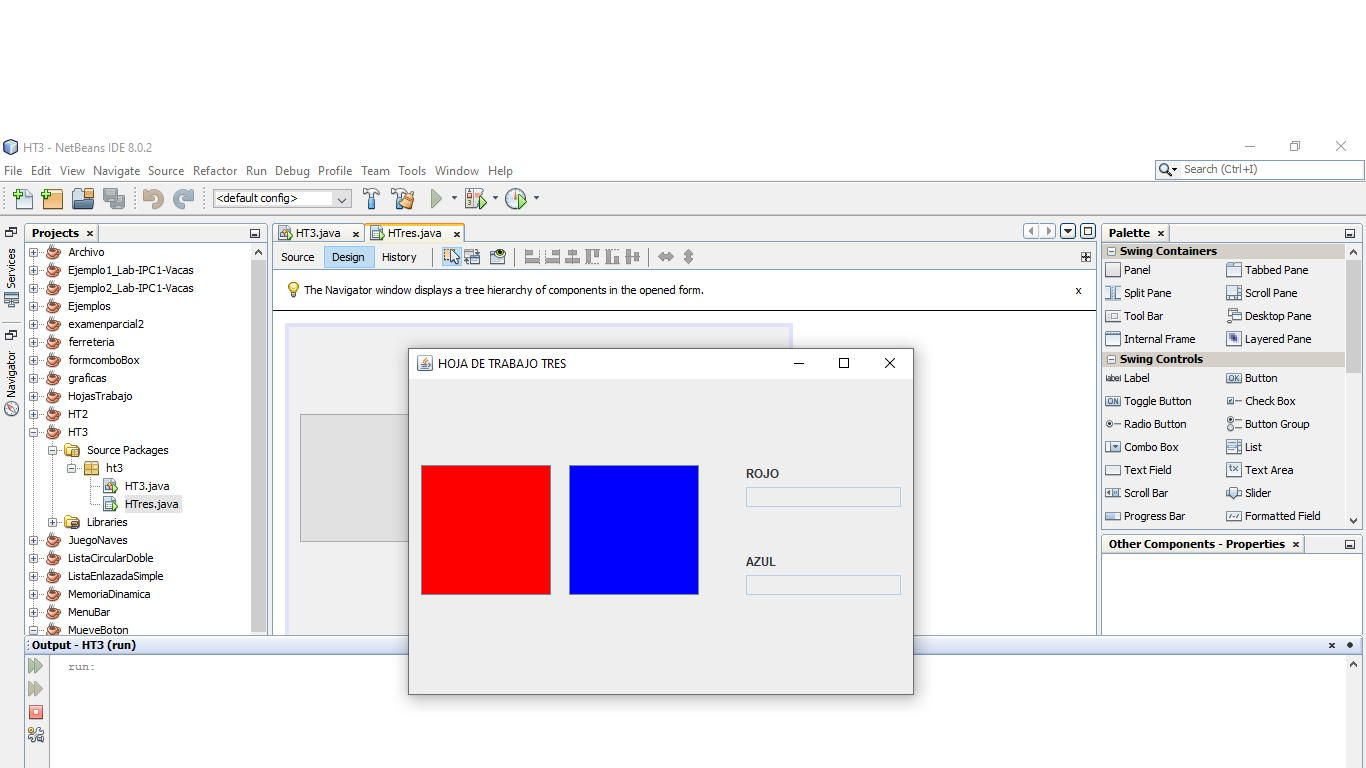 HT3 - NetBeans IDE 8.0.2
File Edit View Navigate Source Refactor Run Debug Profile Team Tools Window Help
Search (Ctrl+I)
<default config>
Services
Navigator
Projects x
Archivo
Ejemplo1_Lab-IPC1-Vacas
Ejemplo2_Lab-IPC1-Vacas
Ejemplos
examenparcial2
ferreteria
formcomboBox
graficas
HojasTrabajo
HT2
HT3
Source Packages
ht3
HT3.java
HTres.java
Libraries
JuegoNaves
ListaCircularDoble
ListaEnlazadaSimple
MemoriaDinamica
MenuBar
MueveBoton
HT3.java x HTres.java x
Source Design History
The Navigator window displays a tree hierarchy of components in the opened form. x
HOJA DE TRABAJO TRES
ROJO
AZUL
Palette x
Swing Containers
Panel Tabbed Pane
Split Pane Scroll Pane
Tool Bar Desktop Pane
Internal Frame Layered Pane
Swing Controls
label Label OK Button
ON Toggle Button Check Box
Radio Button Button Group
Combo Box List
Text Field Text Area
Scroll Bar Slider
Progress Bar Formatted Field
Other Components - Properties x
Output - HT3 (run) x
run: